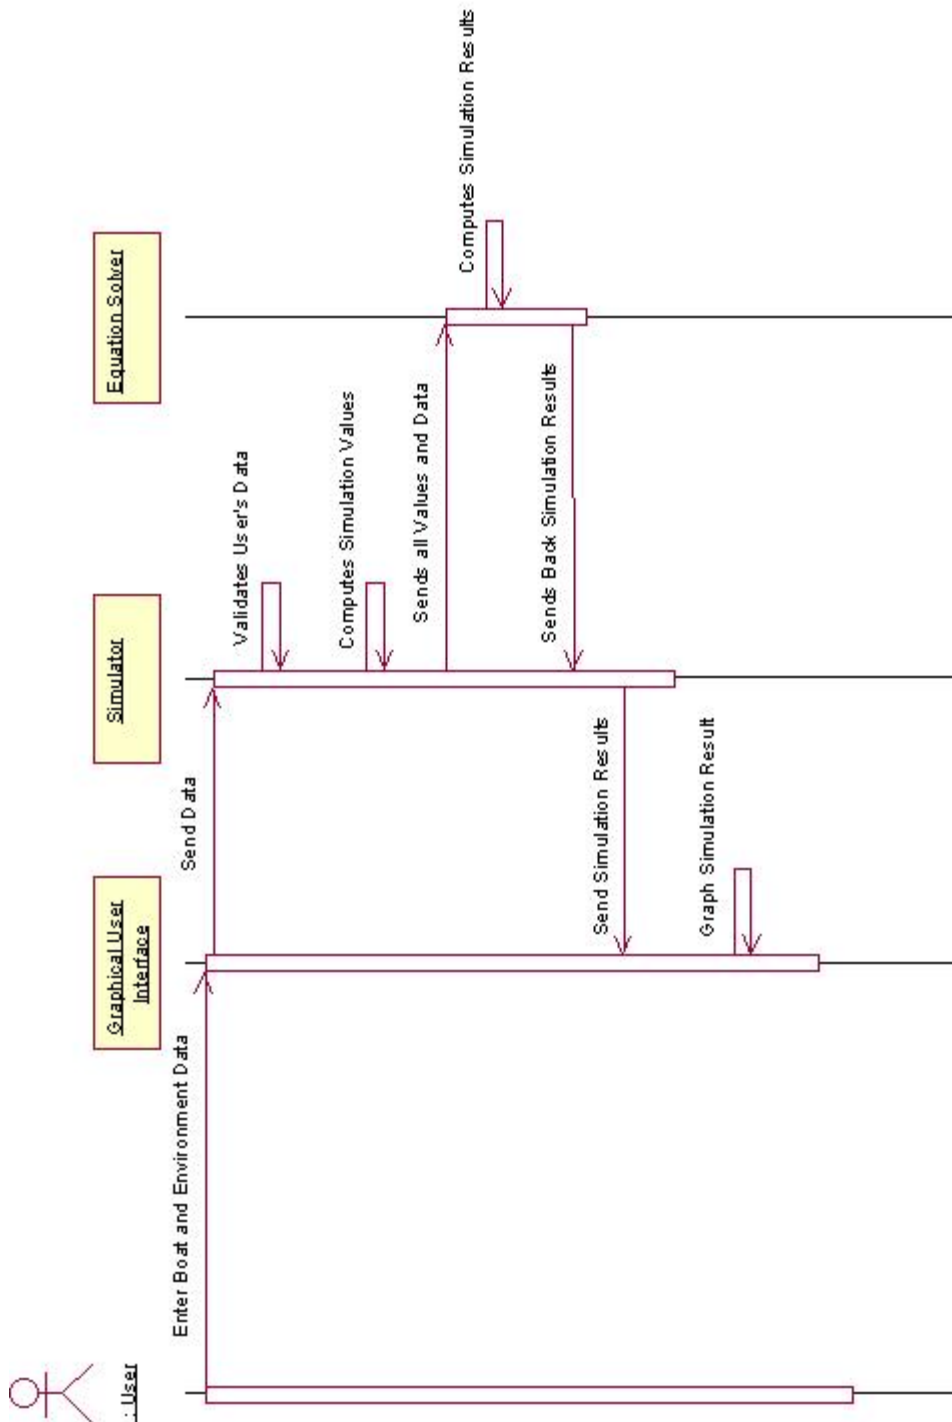 : User
Graphical User
Interface
Simulator
Equation Solver
Enter Boat and Environment Data
Send Data
Validates User's Data
Computes Simulation Values
Sends all Values and Data
Computes Simulation Results
Sends Back Simulation Results
Send Simulation Results
Graph Simulation Result